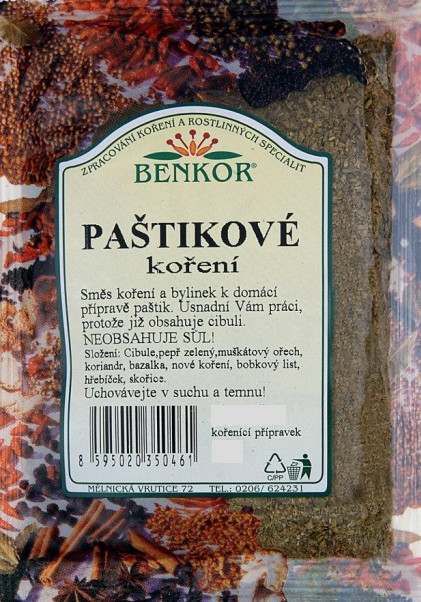 ZPRACOVÁNÍ KOŘENÍ A ROSTLINNÝCH SPECIALIT
BENKOR®
PAŠTIKOVÉ
koření
Směs koření a bylinek k domácí
přípravě paštik. Usnadní Vám práci,
protože již obsahuje cibuli.
NEOBSAHUJE SŮL!
Složení: Cibule,pepř zelený,muškátový ořech,
koriandr, bazalka, nové koření, bobkový list,
hřebíček, skořice.
Uchovávejte v suchu a temnu!
kořenící přípravek
8 595020 350461
C/PP
MĚLNICKÁ VRUTICE 72 TEL.: 0206/ 624231